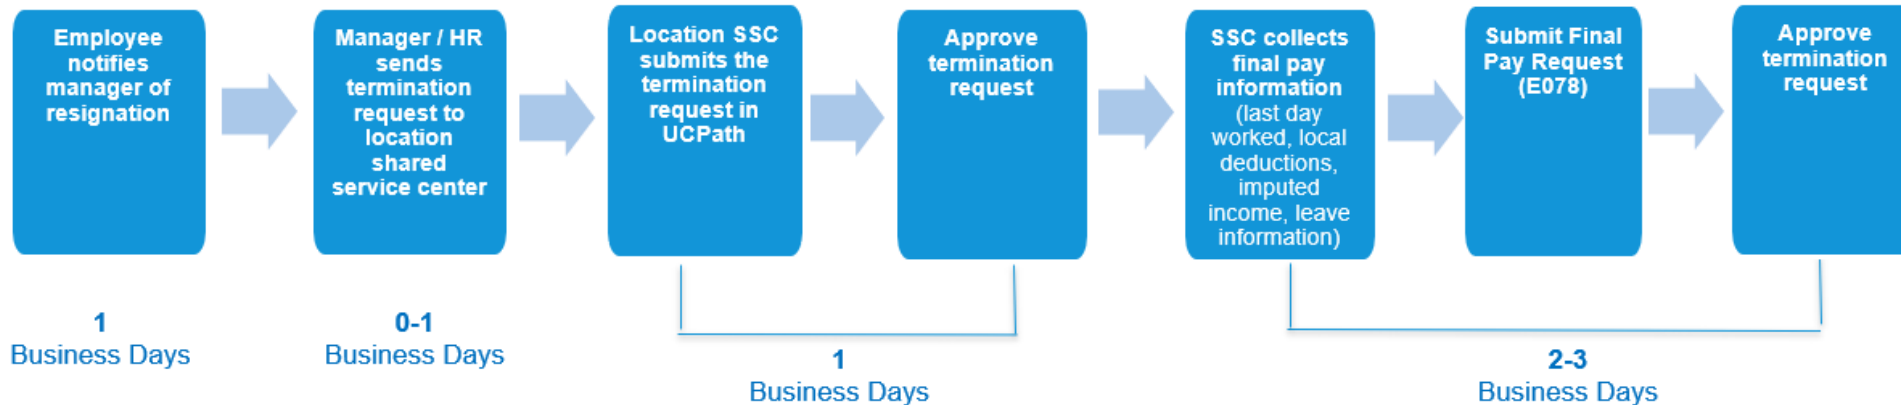 Employee
notifies
manager of
resignation
Manager / HR
sends
termination
request to
location
shared
service center
Location SSC
submits the
termination
request in
UCPath
Approve
termination
request
SSC collects
final pay
information
(last day
worked, local
deductions,
imputed
income, leave
information)
Submit Final
Pay Request
(E078)
Approve
termination
request
1
Business Days
0-1
Business Days
1
Business Days
2-3
Business Days